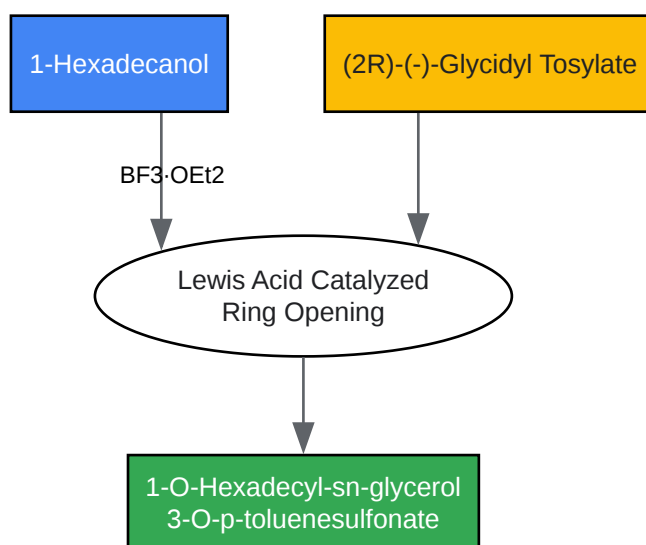 1-Hexadecanol
(2R)-(-)-Glycidyl Tosylate
BF3·OEt2
Lewis Acid Catalyzed
Ring Opening
1-O-Hexadecyl-sn-glycerol
3-O-p-toluenesulfonate